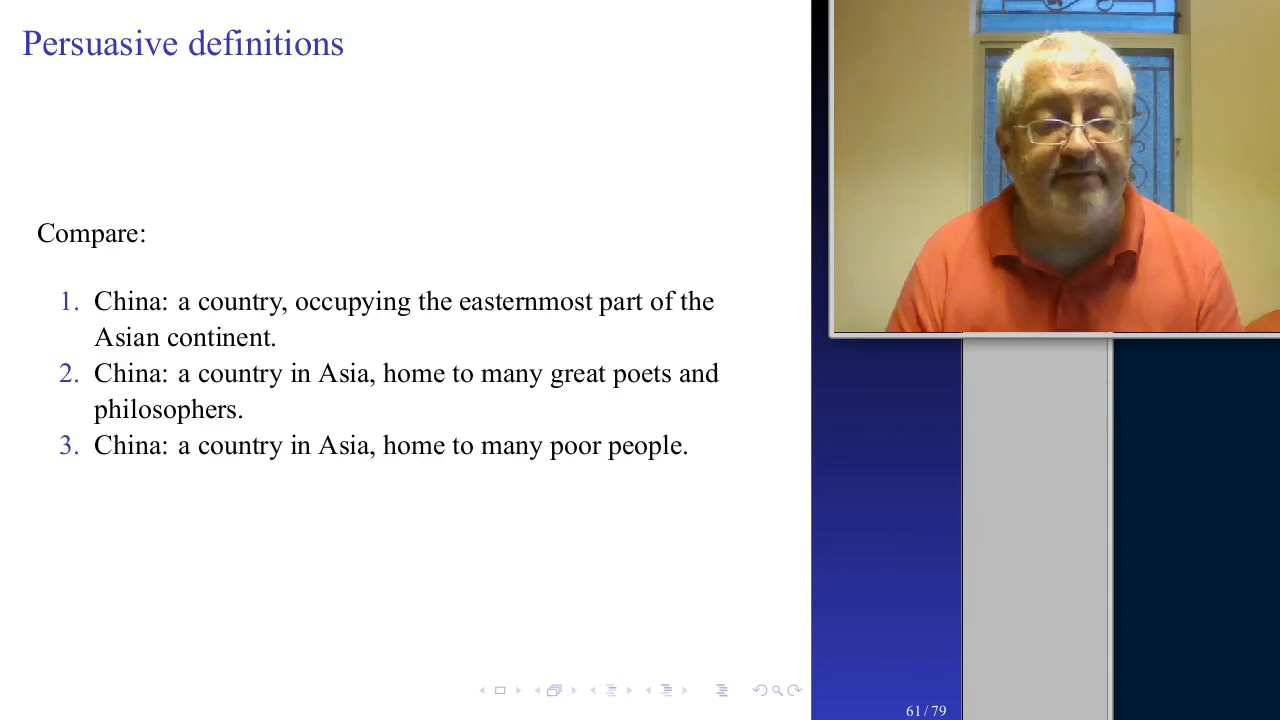 Persuasive definitions
Compare:
1. China: a country, occupying the easternmost part of the
Asian continent.
2. China: a country in Asia, home to many great poets and
philosophers.
3. China: a country in Asia, home to many poor people.
61 / 79